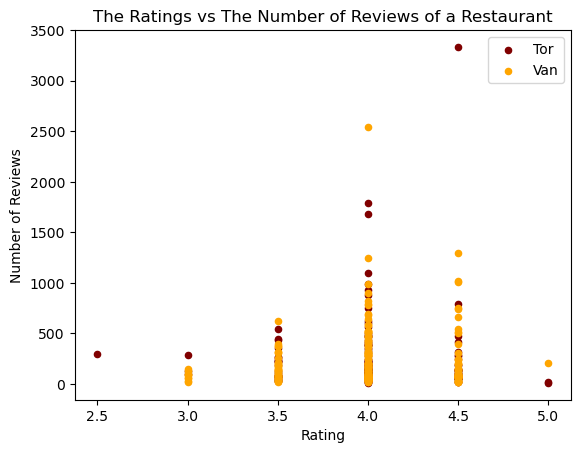 The Ratings vs The Number of Reviews of a Restaurant
Tor
Van
Number of Reviews
3500
3000
2500
2000
1500
1000
500
0
2.5 3.0 3.5 4.0 4.5 5.0
Rating